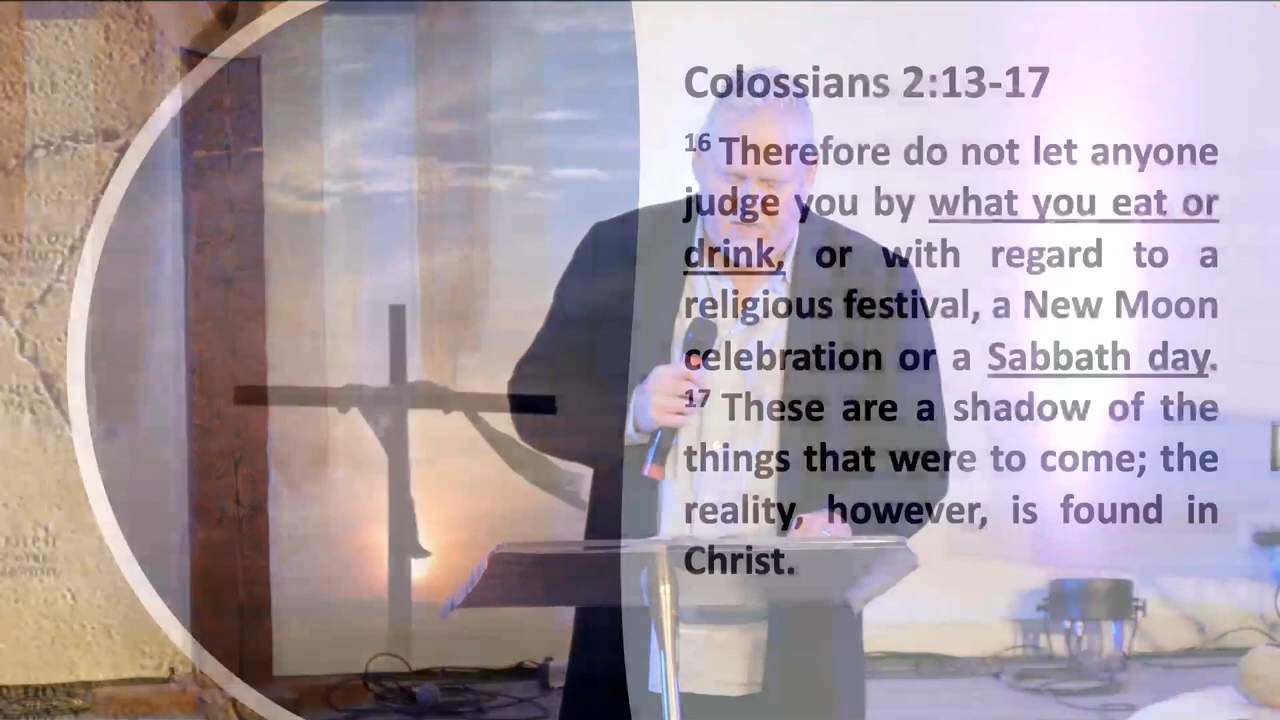 Colossians 2:13-17
16 Therefore do not let anyone
judge you by what you eat or
drink, or with regard to a
religious festival, a New Moon
celebration or a Sabbath day.
17 These are a shadow of the
things that were to come; the
reality, however, is found in
Christ.